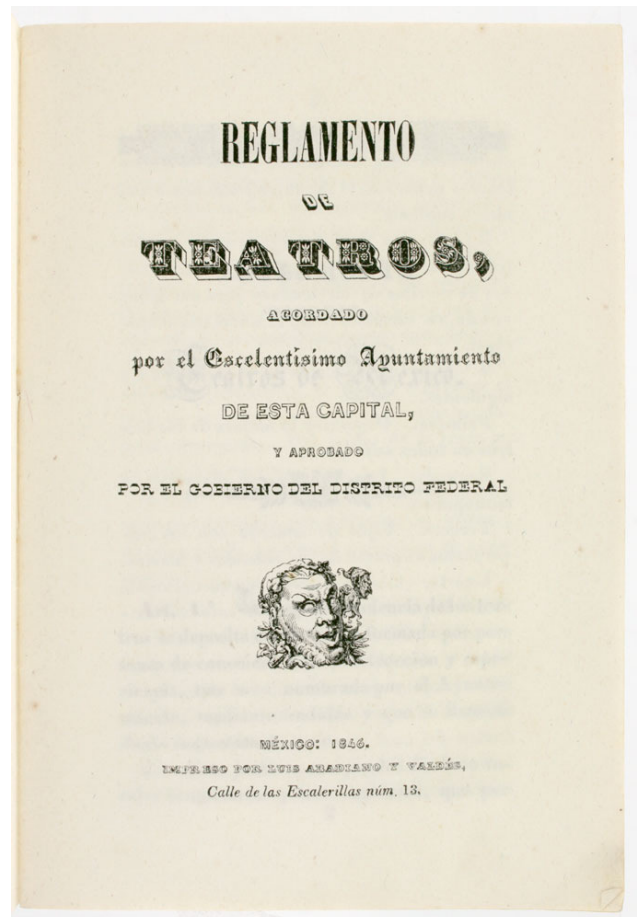 REGLAMENTO
DE
TEATROS,
ACORDADO
por el Escelentísimo Ayuntamiento
DE ESTA CAPITAL,
Y APROBADO
POR EL GOBIERNO DEL DISTRITO FEDERAL
MÉXICO: 1846.
IMPRESO POR LUIS ABADIANO Y VALDÉS,
Calle de las Escalerillas núm. 13.